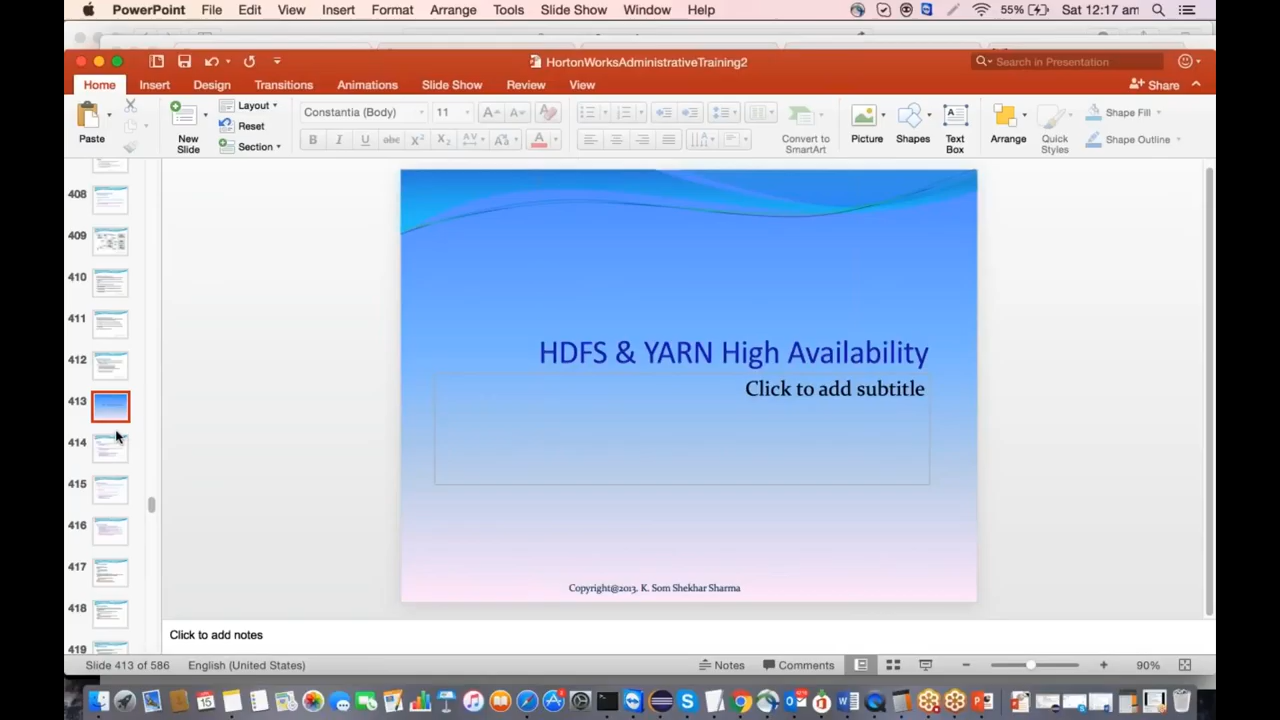 PowerPoint File Edit View Insert Format Arrange Tools Slide Show Window Help 55% Sat 12:17 am
HortonWorksAdministrativeTraining2
Search in Presentation
Home Insert Design Transitions Animations Slide Show Review View
Share
Paste
New Slide
Layout
Reset
Section
Constantia (Body) 11
B I U abc X² X₂
Convert to SmartArt
Picture
Shapes
Text Box
Arrange
Quick Styles
Shape Fill
Shape Outline
408
409
410
411
412
413
414
415
416
417
418
419
HDFS & YARN High Availability
Click to add subtitle
Copyright@2013, K. Som Shekhar Sharma
Click to add notes
Slide 413 of 586 English (United States) Notes Comments 90%
15